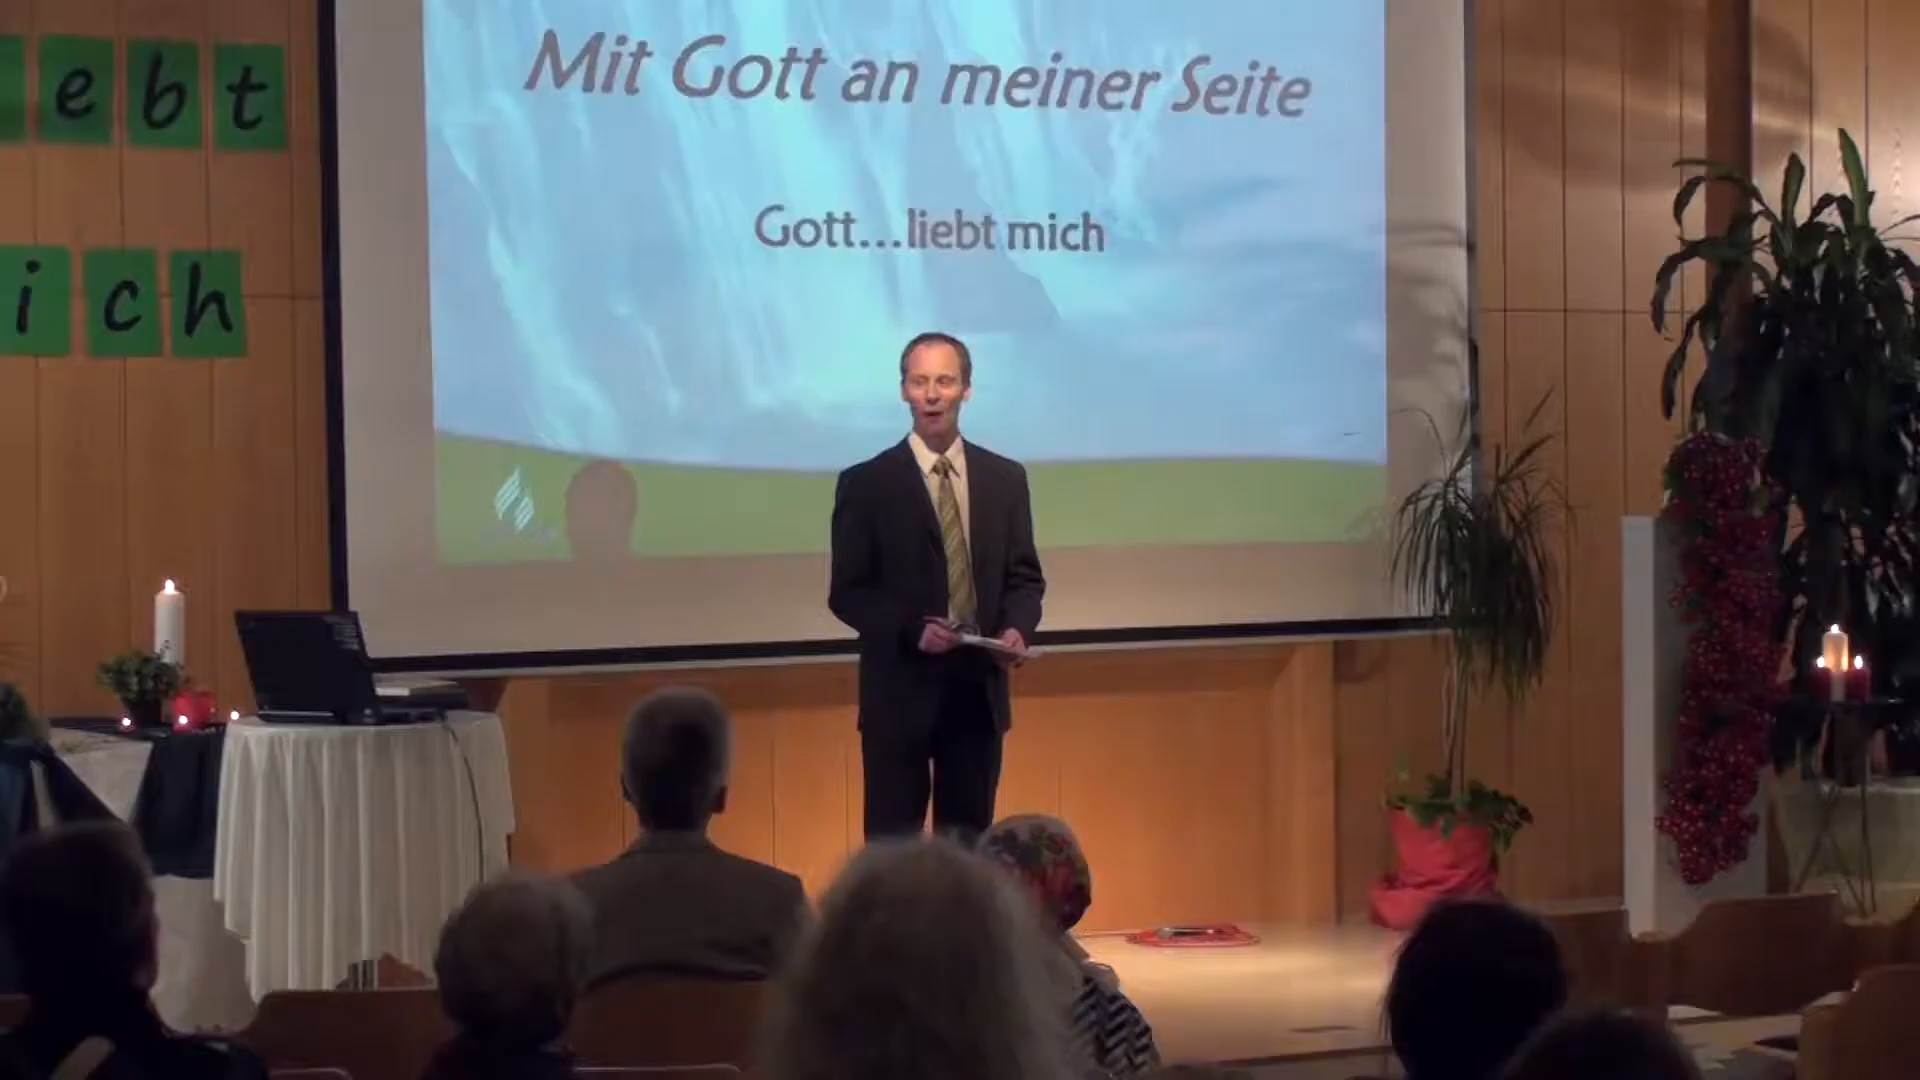 ebt
ich
Mit Gott an meiner Seite
Gott...liebt mich